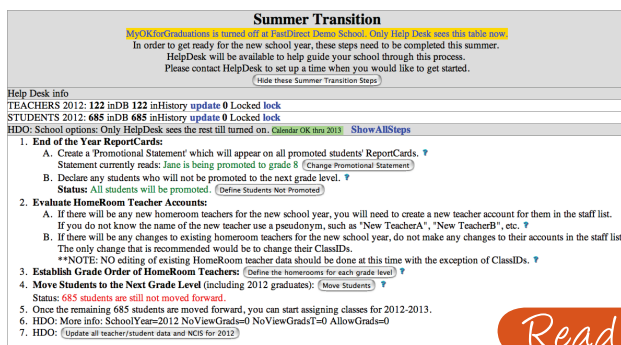 Summer Transition
MyOKforGraduations is turned off at FastDirect Demo School. Only Help Desk sees this table now.
In order to get ready for the new school year, these steps need to be completed this summer.
HelpDesk will be available to help guide your school through this process.
Please contact HelpDesk to set up a time when you would like to get started.
Hide these Summer Transition Steps
Help Desk info
TEACHERS 2012: 122 inDB 122 inHistory update 0 Locked lock
STUDENTS 2012: 685 inDB 685 inHistory update 0 Locked lock
HDO: School options: Only HelpDesk sees the rest till turned on. Calendar OK thru 2013 ShowAllSteps
1. End of the Year ReportCards:
A. Create a 'Promotional Statement' which will appear on all promoted students' ReportCards. ?
Statement currently reads: Jane is being promoted to grade 8 Change Promotional Statement
B. Declare any students who will not be promoted to the next grade level. ?
Status: All students will be promoted. Define Students Not Promoted
2. Evaluate HomeRoom Teacher Accounts:
A. If there will be any new homeroom teachers for the new school year, you will need to create a new teacher account for them in the staff list.
If you do not know the name of the new teacher use a pseudonym, such as "New TeacherA", "New TeacherB", etc. ?
B. If there will be any changes to existing homeroom teachers for the new school year, do not make any changes to their accounts in the staff list
The only change that is recommended would be to change their ClassIDs.
**NOTE: NO editing of existing HomeRoom teacher data should be done at this time with the exception of ClassIDs. ?
3. Establish Grade Order of HomeRoom Teachers: Define the homerooms for each grade level ?
4. Move Students to the Next Grade Level (including 2012 graduates): Move Students ?
Status: 685 students are still not moved forward.
5. Once the remaining 685 students are moved forward, you can start assigning classes for 2012-2013.
6. HDO: More info: SchoolYear=2012 NoViewGrads=0 NoViewGradsT=0 AllowGrads=0
7. HDO: Update all teacher/student data and NCIS for 2012
Read